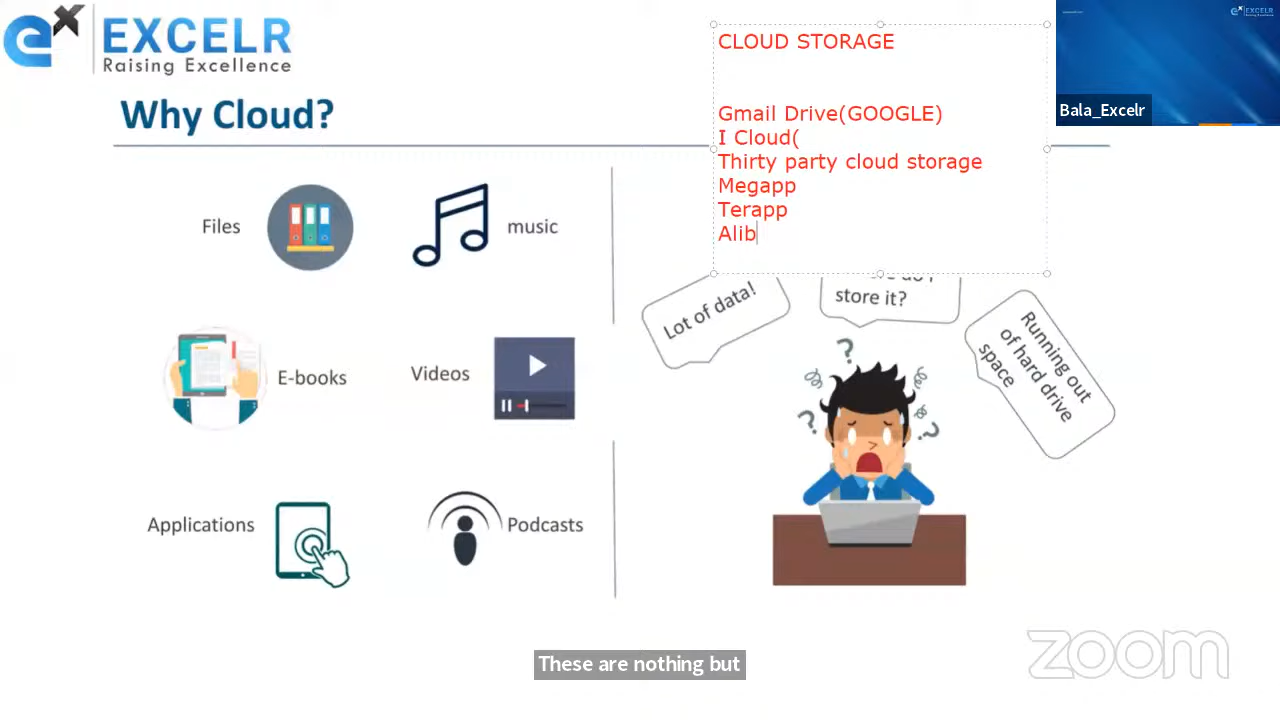 EXCELR
Raising Excellence
Why Cloud?
CLOUD STORAGE
Gmail Drive(GOOGLE)
I Cloud(
Thirty party cloud storage
Megapp
Terapp
Alib
EXCELR
Bala_Excelr
Files
music
E-books
Videos
Applications
Podcasts
Lot of data!
store it?
Running out
of hard drive
space
? ? ? ?
These are nothing but
zoom